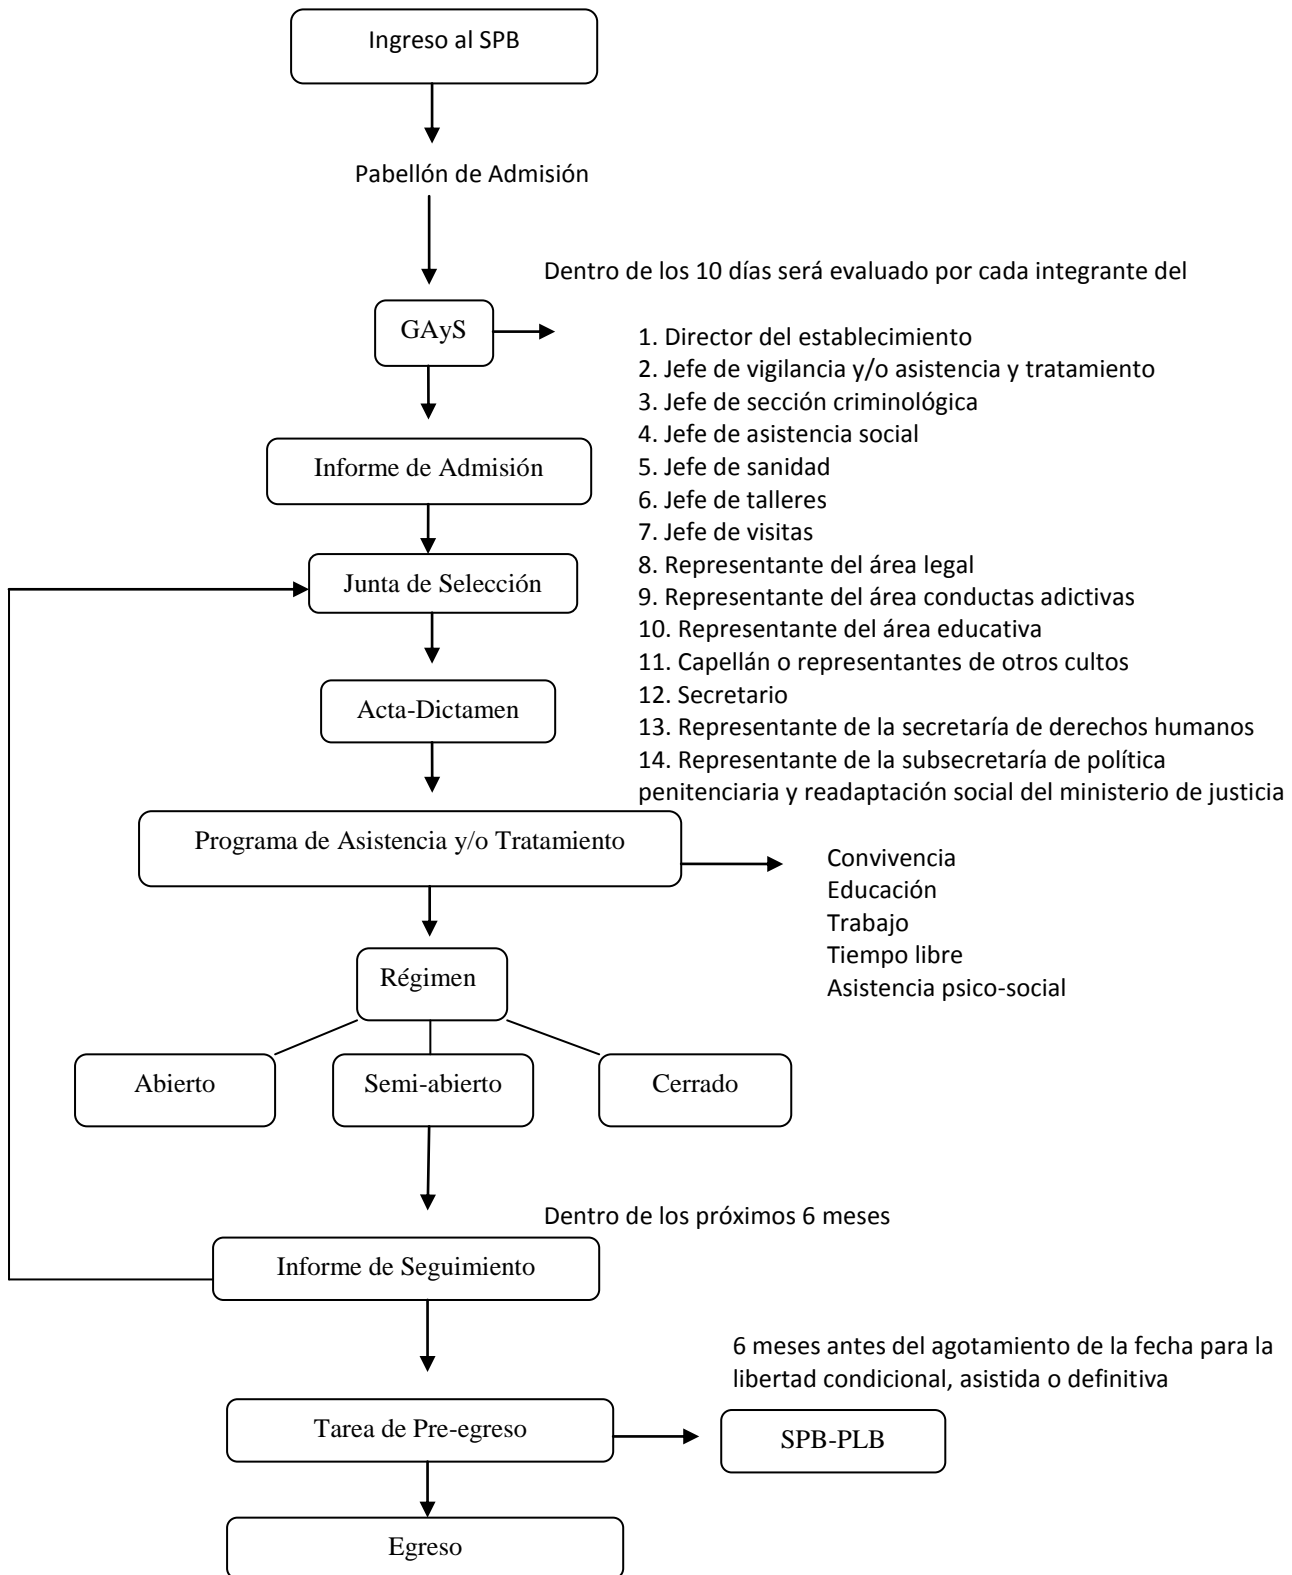 Ingreso al SPB
Pabellón de Admisión
Dentro de los 10 días será evaluado por cada integrante del
GAyS
1. Director del establecimiento
2. Jefe de vigilancia y/o asistencia y tratamiento
3. Jefe de sección criminológica
4. Jefe de asistencia social
5. Jefe de sanidad
6. Jefe de talleres
7. Jefe de visitas
8. Representante del área legal
9. Representante del área conductas adictivas
10. Representante del área educativa
11. Capellán o representantes de otros cultos
12. Secretario
13. Representante de la secretaría de derechos humanos
14. Representante de la subsecretaría de política
penitenciaria y readaptación social del ministerio de justicia
Informe de Admisión
Junta de Selección
Acta-Dictamen
Programa de Asistencia y/o Tratamiento
Convivencia
Educación
Trabajo
Tiempo libre
Asistencia psico-social
Régimen
Abierto
Semi-abierto
Cerrado
Dentro de los próximos 6 meses
Informe de Seguimiento
6 meses antes del agotamiento de la fecha para la
libertad condicional, asistida o definitiva
Tarea de Pre-egreso
SPB-PLB
Egreso